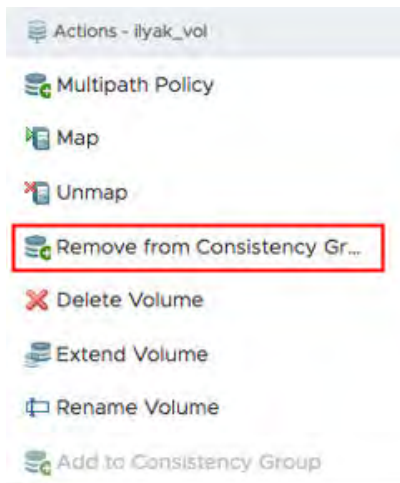 Actions - ilyak_vol
Multipath Policy
Map
Unmap
Remove from Consistency Gr...
Delete Volume
Extend Volume
Rename Volume
Add to Consistency Group